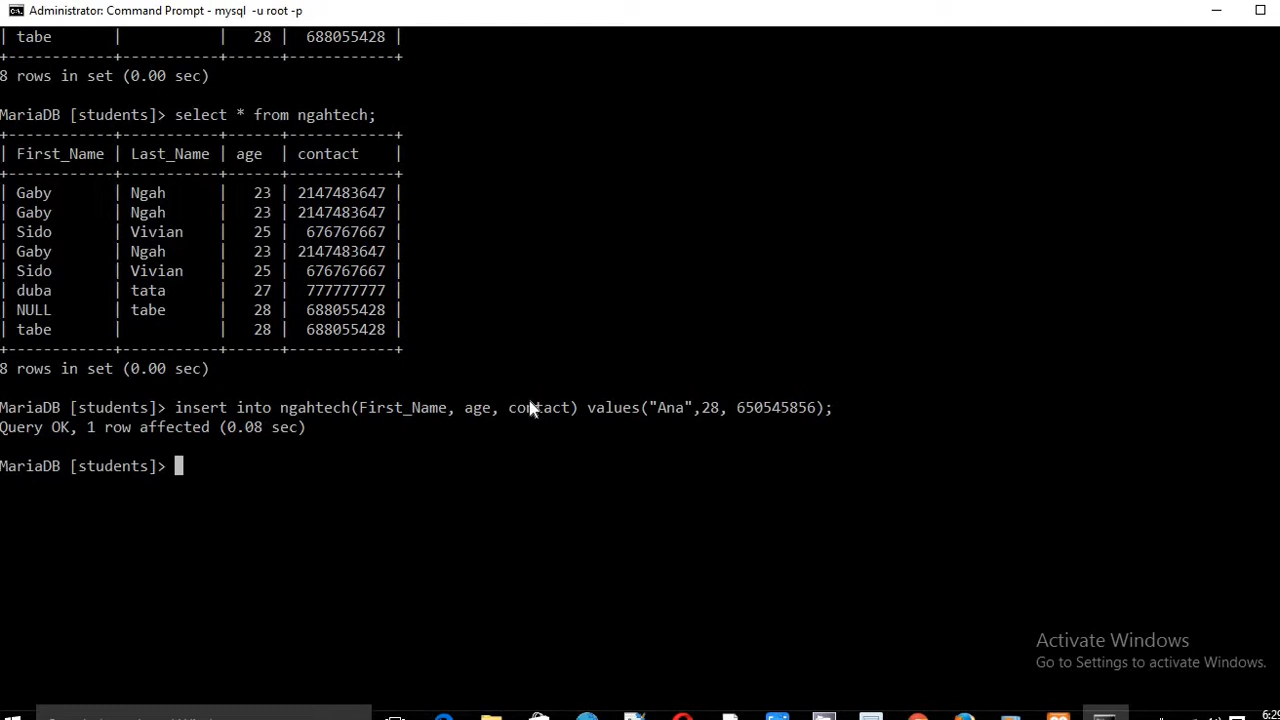 Administrator: Command Prompt - mysql -u root -p
| tabe | | 28 | 688055428 |
+------------+-----------+------+------------+
8 rows in set (0.00 sec)
MariaDB [students]> select * from ngahtech;
+------------+-----------+------+------------+
| First_Name | Last_Name | age | contact |
+------------+-----------+------+------------+
| Gaby | Ngah | 23 | 2147483647 |
| Gaby | Ngah | 23 | 2147483647 |
| Sido | Vivian | 25 | 676767667 |
| Gaby | Ngah | 23 | 2147483647 |
| Sido | Vivian | 25 | 676767667 |
| duba | tata | 27 | 777777777 |
| NULL | tabe | 28 | 688055428 |
| tabe | | 28 | 688055428 |
+------------+-----------+------+------------+
8 rows in set (0.00 sec)
MariaDB [students]> insert into ngahtech(First_Name, age, contact) values("Ana",28, 650545856);
Query OK, 1 row affected (0.08 sec)
MariaDB [students]>
Activate Windows
Go to Settings to activate Windows.